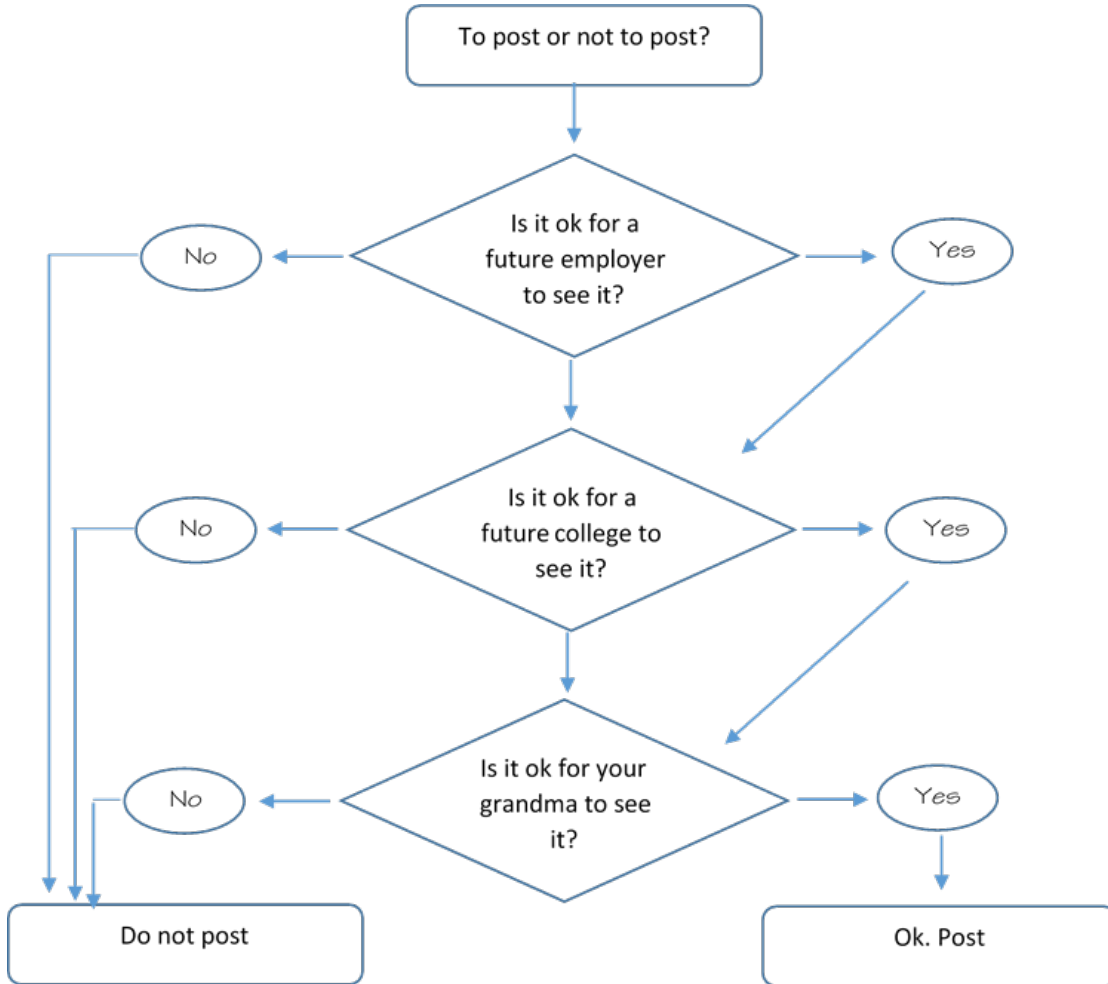 To post or not to post?
Is it ok for a
future employer
to see it?
No
Yes
Is it ok for a
future college to
see it?
No
Yes
Is it ok for your
grandma to see
it?
No
Yes
Do not post
Ok. Post